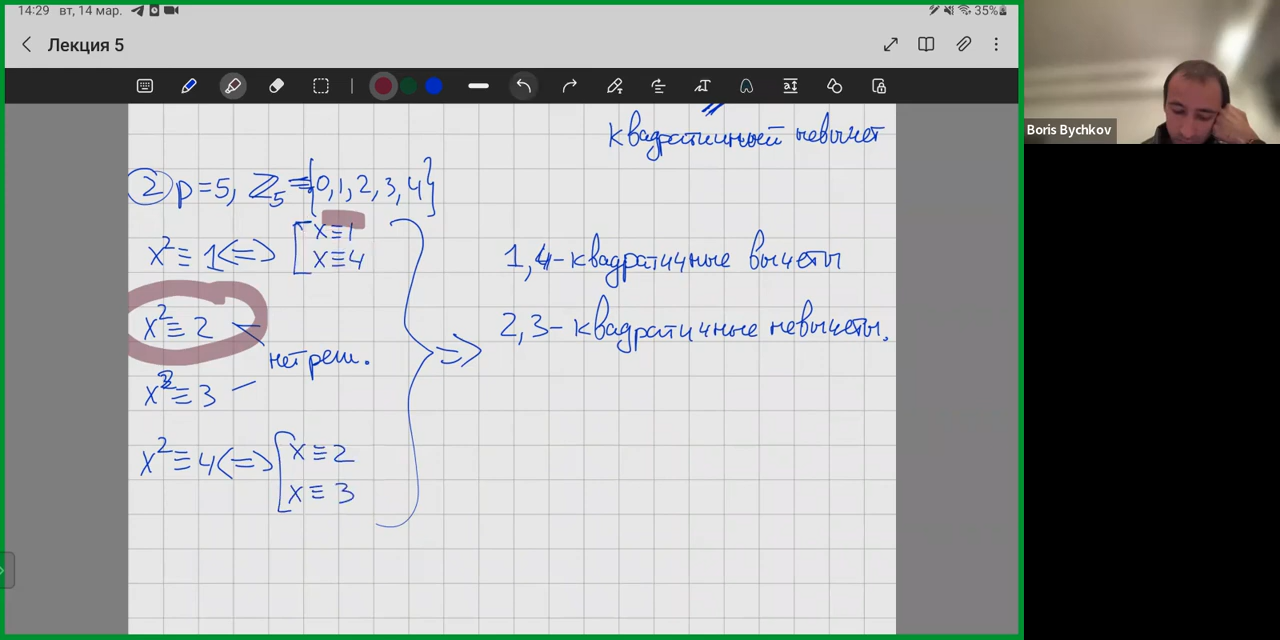 14:29 вт, 14 мар. 35%
Лекция 5
Boris Bychkov
квадратичный невычет
② p=5, ℤ₅={0,1,2,3,4}
x²≡1<=>[x≡1
x≡4
x²≡2
нет реш.
x²≡3
x²≡4<=>[x≡2
x≡3
=>
1,4-квадратичные вычеты
2,3-квадратичные невычеты.